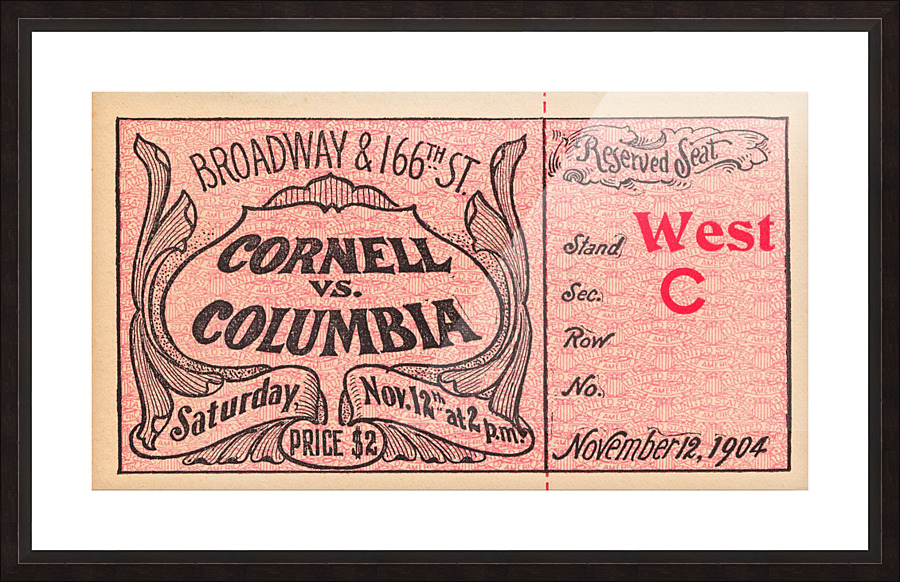 BROADWAY & 166TH ST.
CORNELL
VS.
COLUMBIA
Saturday, Nov. 12th at 2 p.m.
PRICE $2
Reserved Seat
Stand, West
Sec. C
Row
No.
November 12, 1904